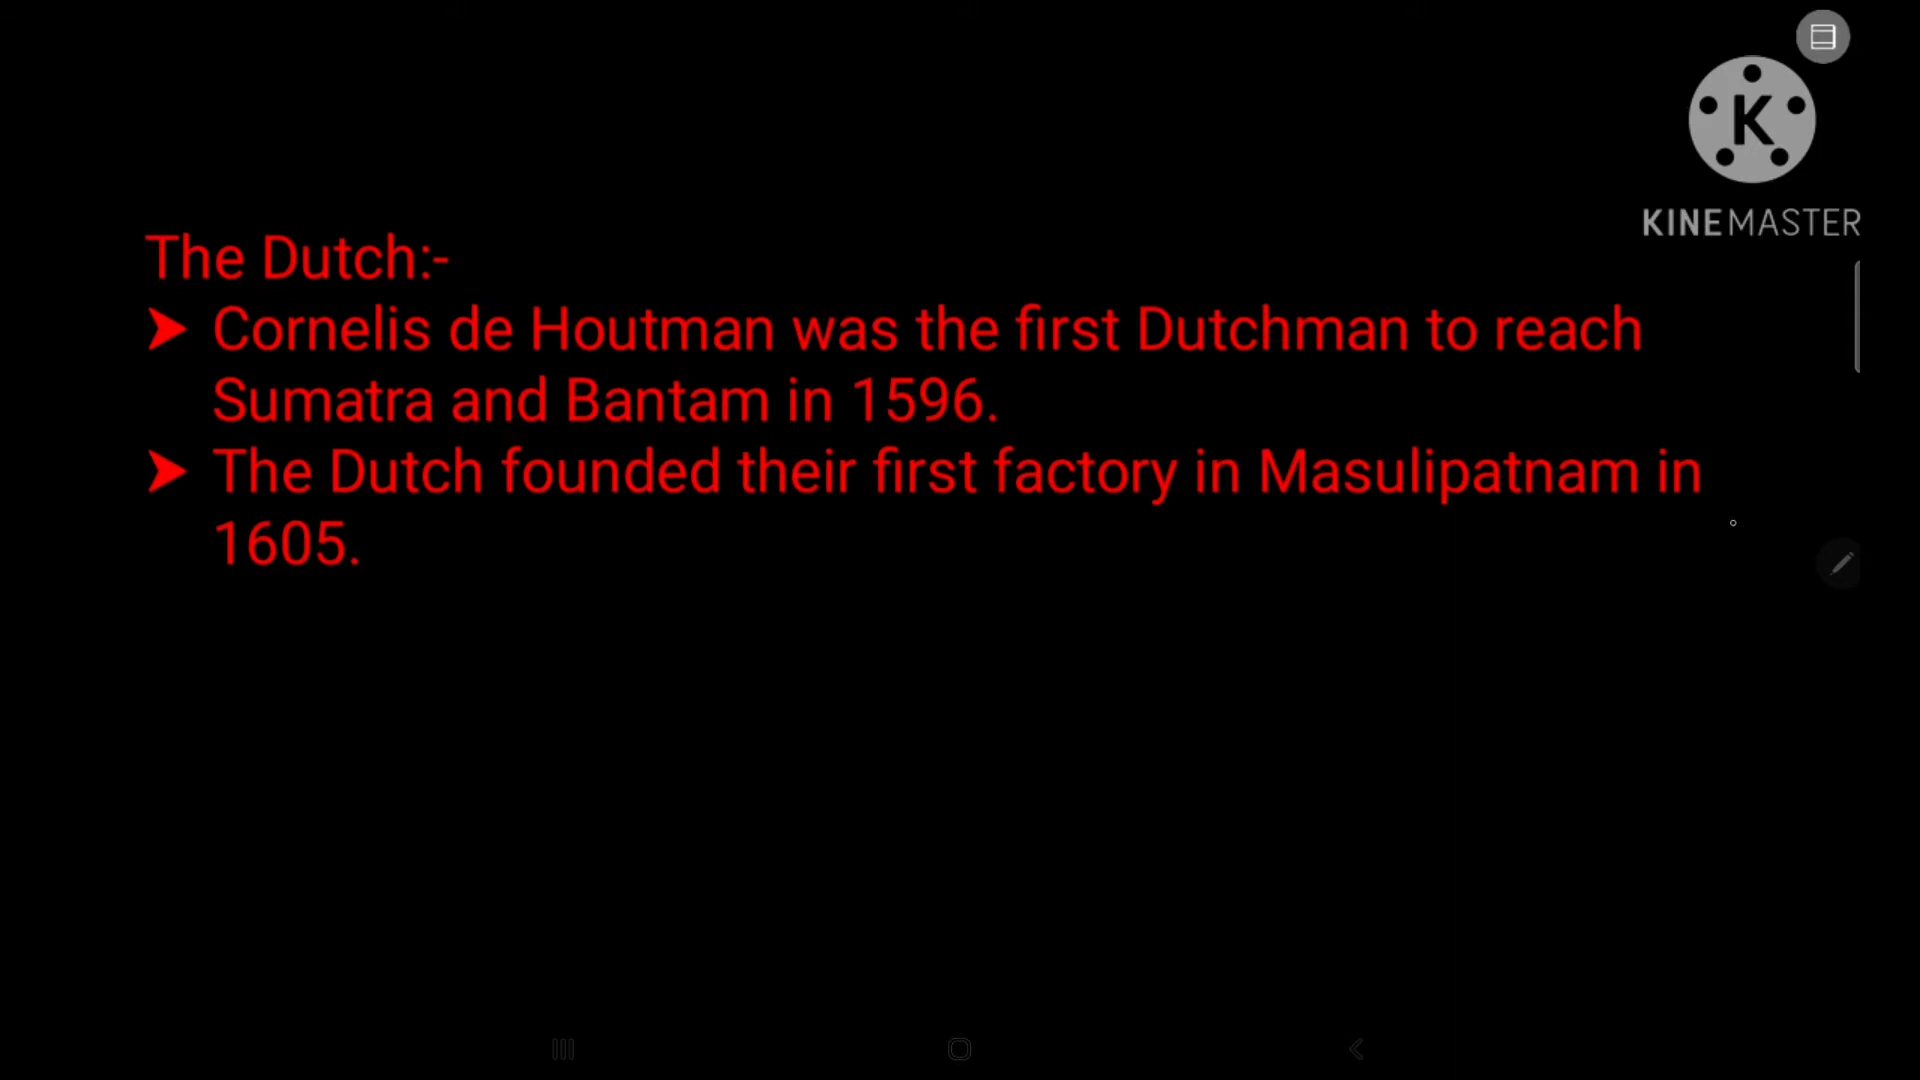 K
KINEMASTER
The Dutch:-
➤ Cornelis de Houtman was the first Dutchman to reach
Sumatra and Bantam in 1596.
➤ The Dutch founded their first factory in Masulipatnam in
1605.